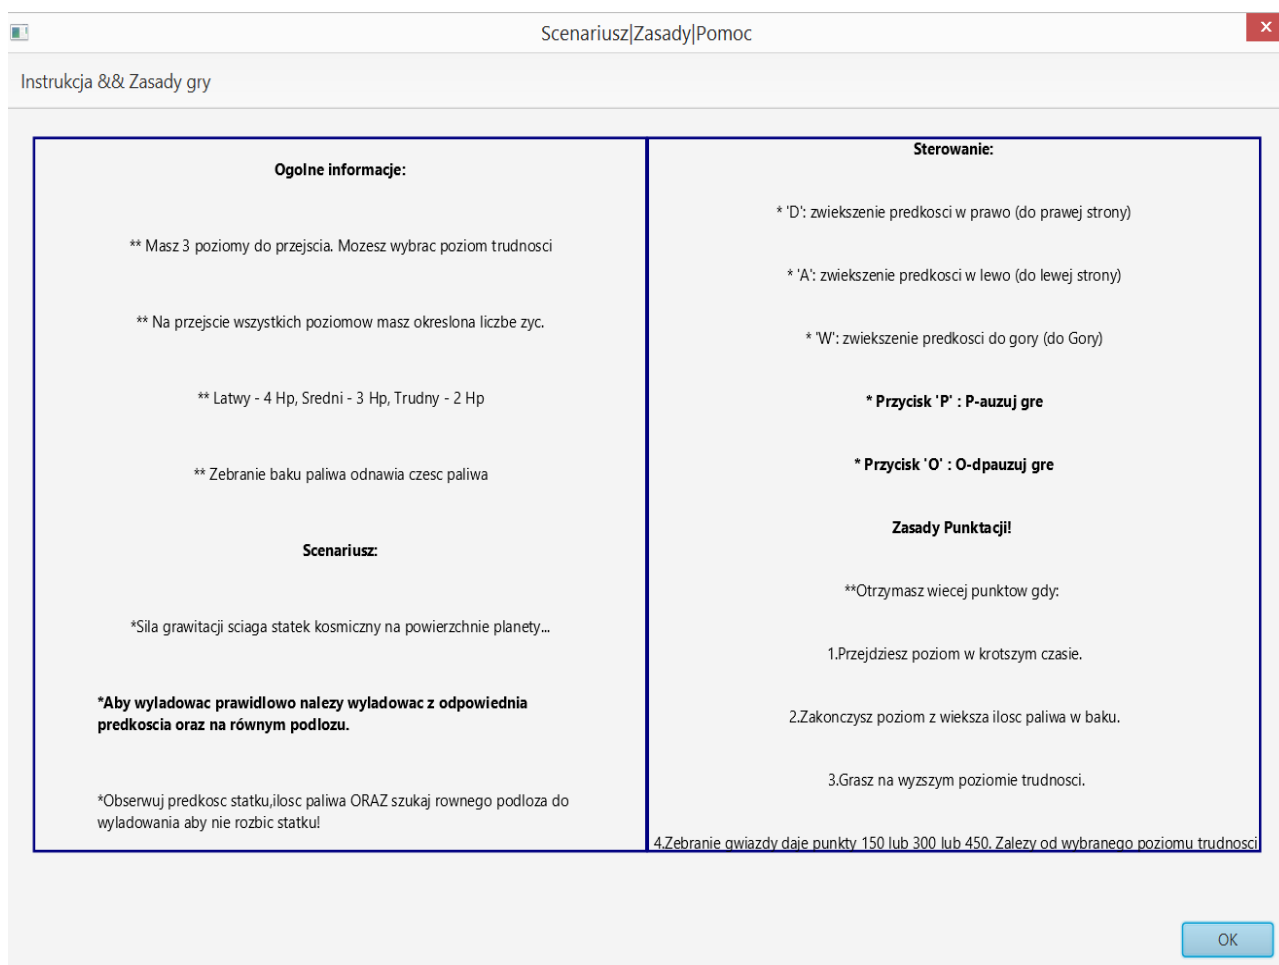 Scenariusz|Zasady|Pomoc
Instrukcja && Zasady gry
Ogolne informacje:
** Masz 3 poziomy do przejscia. Mozesz wybrac poziom trudnosci
** Na przejscie wszystkich poziomow masz okreslona liczbe zyc.
** Latwy - 4 Hp, Sredni - 3 Hp, Trudny - 2 Hp
** Zebranie baku paliwa odnawia czesc paliwa
Scenariusz:
*Sila grawitacji sciaga statek kosmiczny na powierzchnie planety...
*Aby wyladowac prawidlowo nalezy wyladowac z odpowiednia
predkoscia oraz na równym podlozu.
*Obserwuj predkosc statku,ilosc paliwa ORAZ szukaj rownego podloza do
wyladowania aby nie rozbic statku!
Sterowanie:
* 'D': zwiekszenie predkosci w prawo (do prawej strony)
* 'A': zwiekszenie predkosci w lewo (do lewej strony)
* 'W': zwiekszenie predkosci do gory (do Gory)
* Przycisk 'P' : P-auzuj gre
* Przycisk 'O' : O-dpauzuj gre
Zasady Punktacji!
**Otrzymasz wiecej punktow gdy:
1.Przejdziesz poziom w krotszym czasie.
2.Zakonczysz poziom z wieksza ilosc paliwa w baku.
3.Grasz na wyzszym poziomie trudnosci.
4.Zebranie gwiazdy daje punkty 150 lub 300 lub 450. Zalezy od wybranego poziomu trudnosci
OK